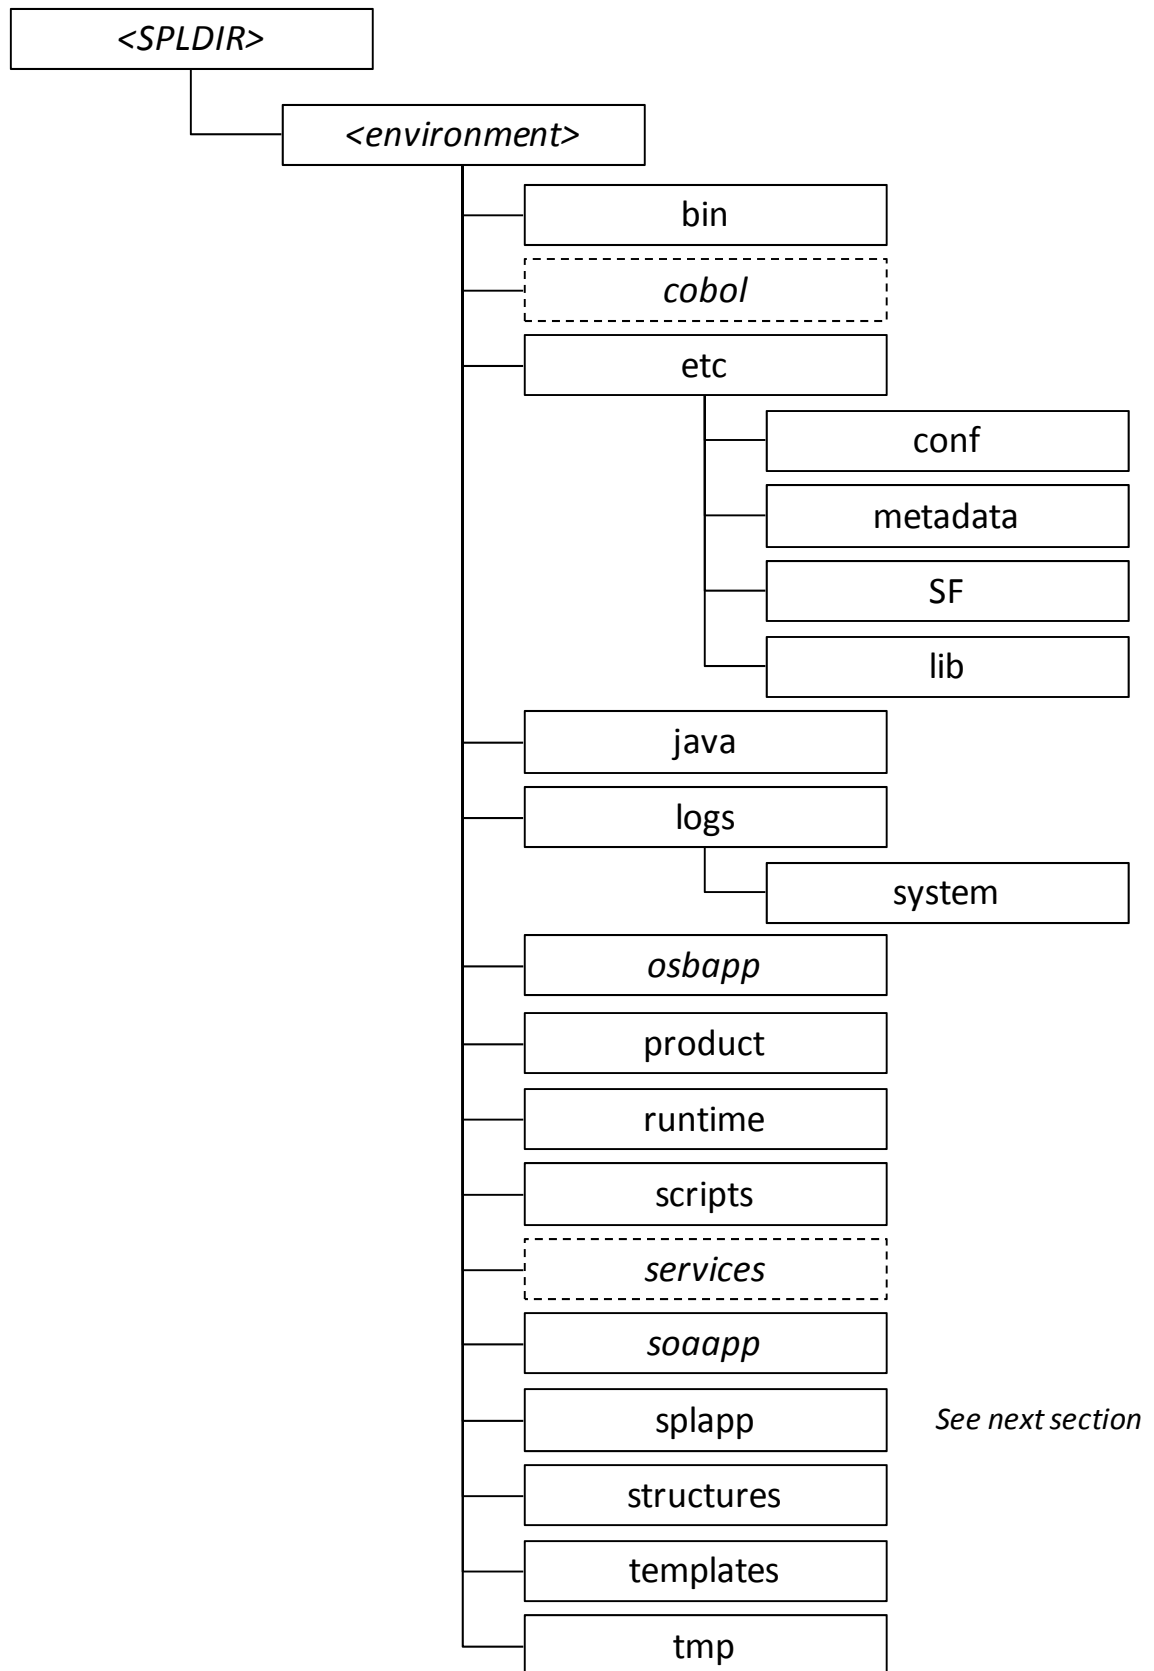 <SPLDIR>
<environment>
bin
cobol
etc
conf
metadata
SF
lib
java
logs
system
osbapp
product
runtime
scripts
services
soaapp
splapp
See next section
structures
templates
tmp